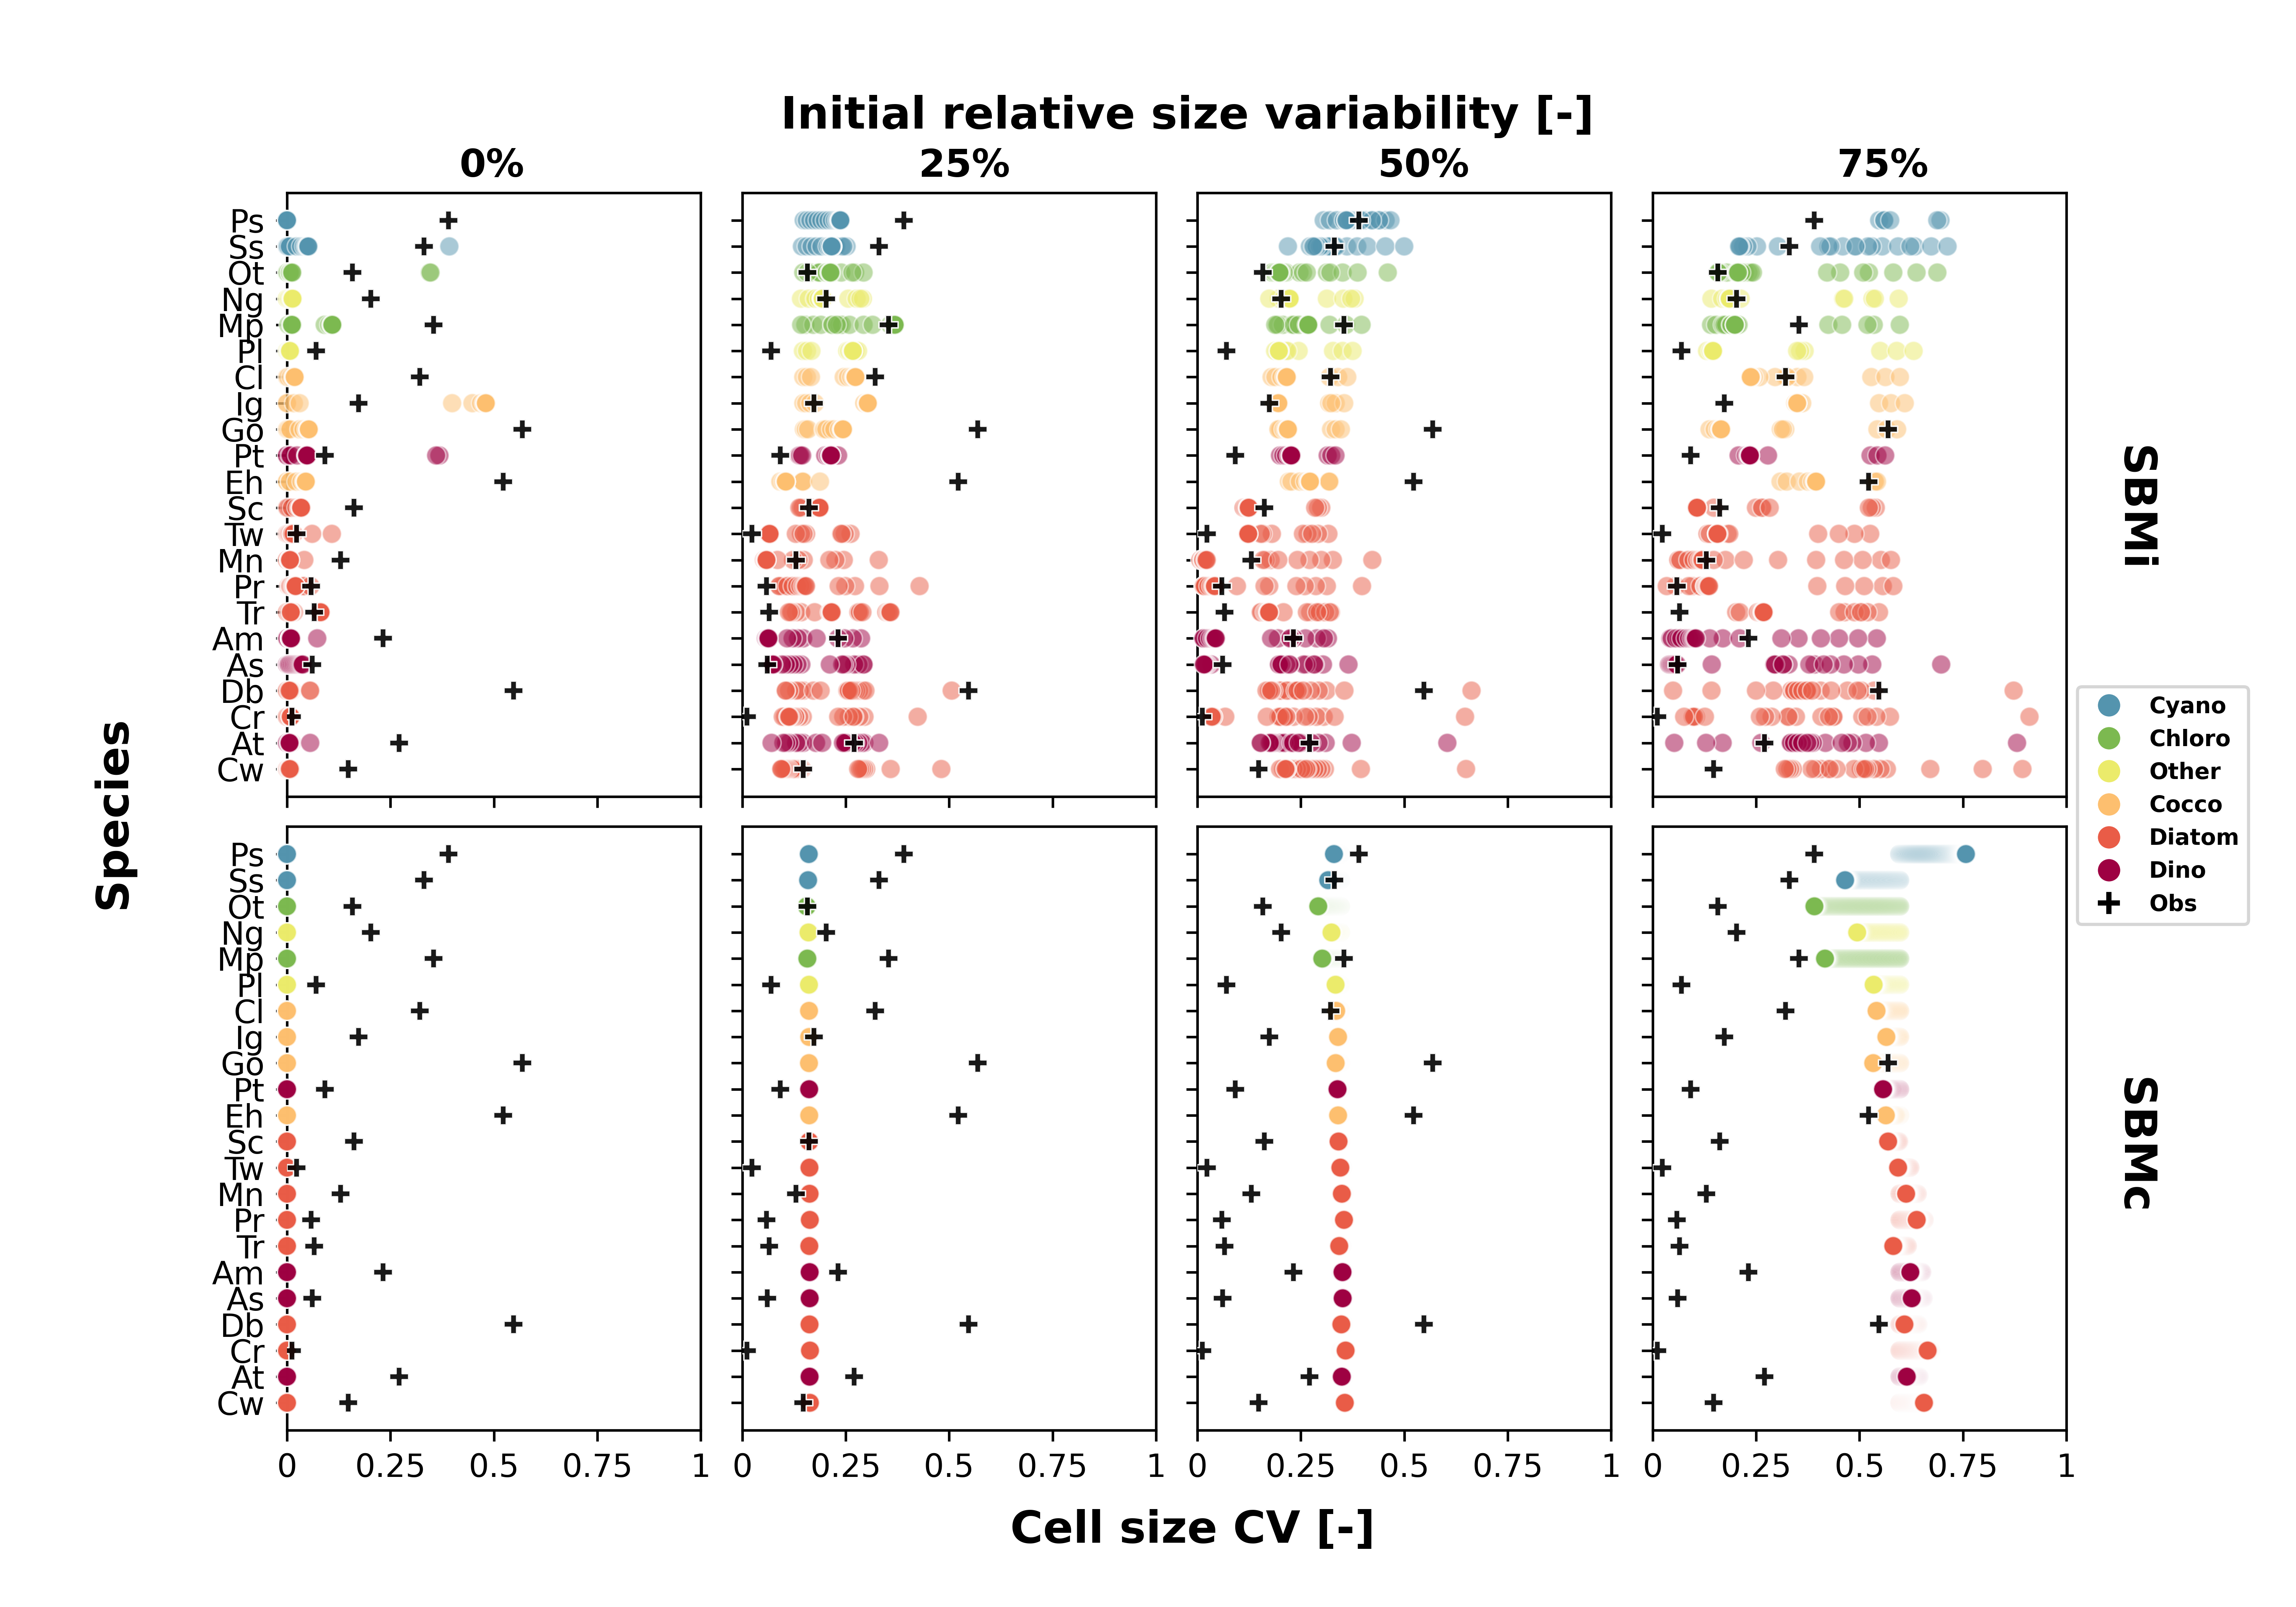 Initial relative size variability [-]
0% 25% 50% 75%
Species
Ps
Ss
Ot
Ng
Mp
Pl
Cl
Ig
Go
Pt
Eh
Sc
Tw
Mn
Pr
Tr
Am
As
Db
Cr
At
Cw
SBMi
Cyano
Chloro
Other
Cocco
Diatom
Dino
Obs
Ps
Ss
Ot
Ng
Mp
Pl
Cl
Ig
Go
Pt
Eh
Sc
Tw
Mn
Pr
Tr
Am
As
Db
Cr
At
Cw
SBMc
0 0.25 0.5 0.75 1 0 0.25 0.5 0.75 1 0 0.25 0.5 0.75 1 0 0.25 0.5 0.75 1
Cell size CV [-]